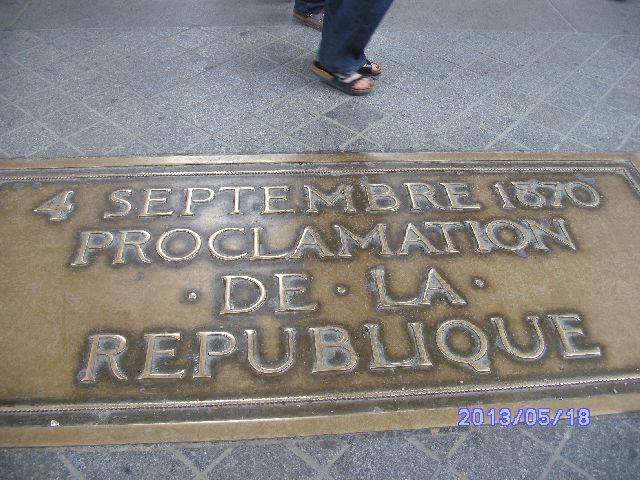 4 SEPTEMBRE 1870
PROCLAMATION
· DE · LA ·
REPUBLIQUE
2013/05/18